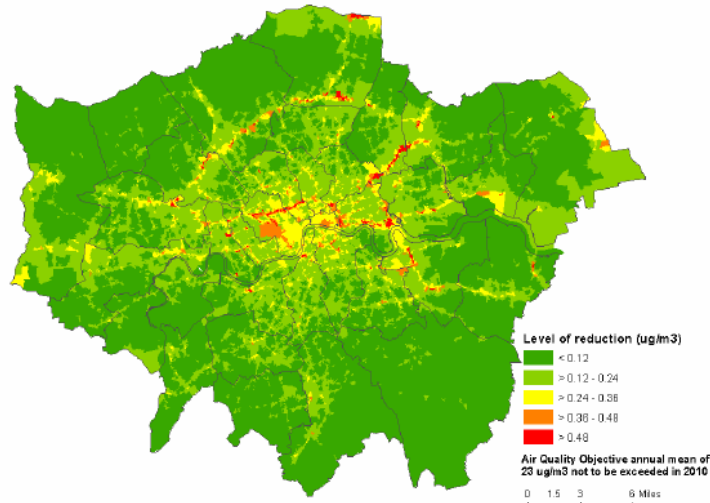 Level of reduction (ug/m3)
< 0.12
> 0.12 - 0.24
> 0.24 - 0.36
> 0.36 - 0.48
> 0.48
Air Quality Objective annual mean of
23 ug/m3 not to be exceeded in 2010
0 1.5 3 6 Miles